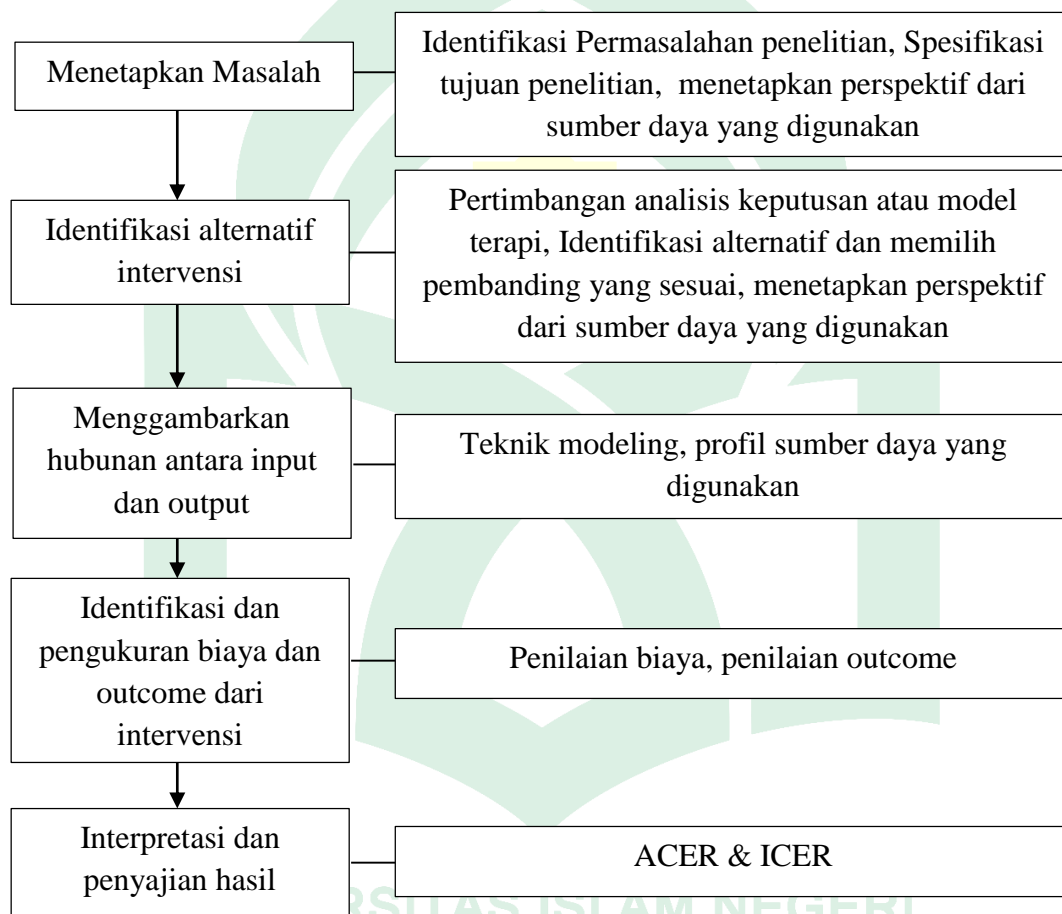 Menetapkan Masalah
Identifikasi Permasalahan penelitian, Spesifikasi
tujuan penelitian,  menetapkan perspektif dari
sumber daya yang digunakan
Identifikasi alternatif
intervensi
Pertimbangan analisis keputusan atau model
terapi, Identifikasi alternatif dan memilih
pembanding yang sesuai, menetapkan perspektif
dari sumber daya yang digunakan
Menggambarkan
hubunan antara input
dan output
Teknik modeling, profil sumber daya yang
digunakan
Identifikasi dan
pengukuran biaya dan
outcome dari
intervensi
Penilaian biaya, penilaian outcome
Interpretasi dan
penyajian hasil
ACER & ICER
RSITAS ISLAM NEGERI